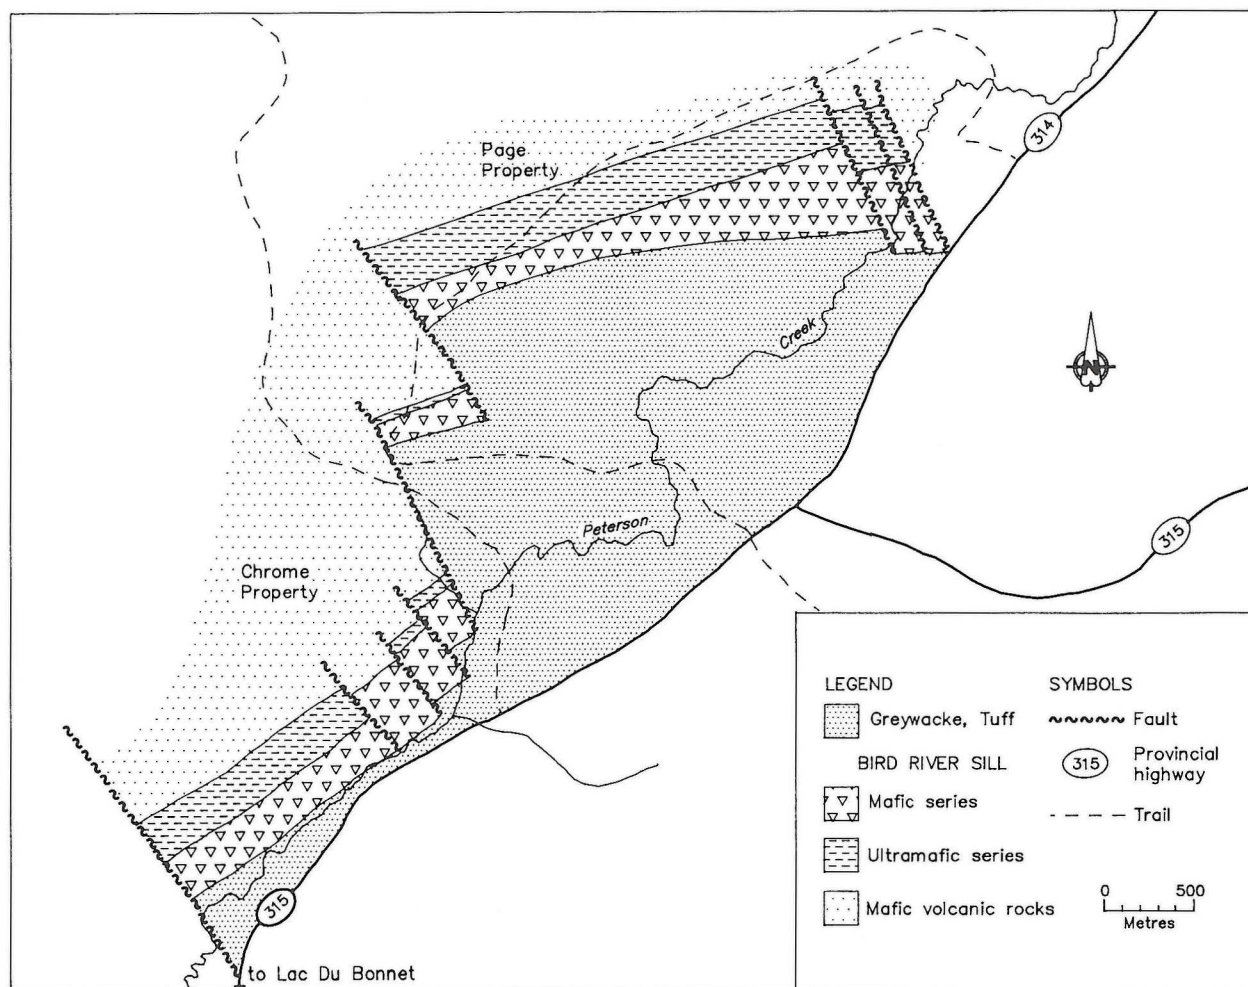 314
Page
Property
Creek
N
Peterson
315
Chrome
Property
LEGEND
SYMBOLS
Greywacke, Tuff
Fault
BIRD RIVER SILL
315
Provincial
highway
Mafic series
Trail
Ultramafic series
Mafic volcanic rocks
0 500
Metres
315
to Lac Du Bonnet